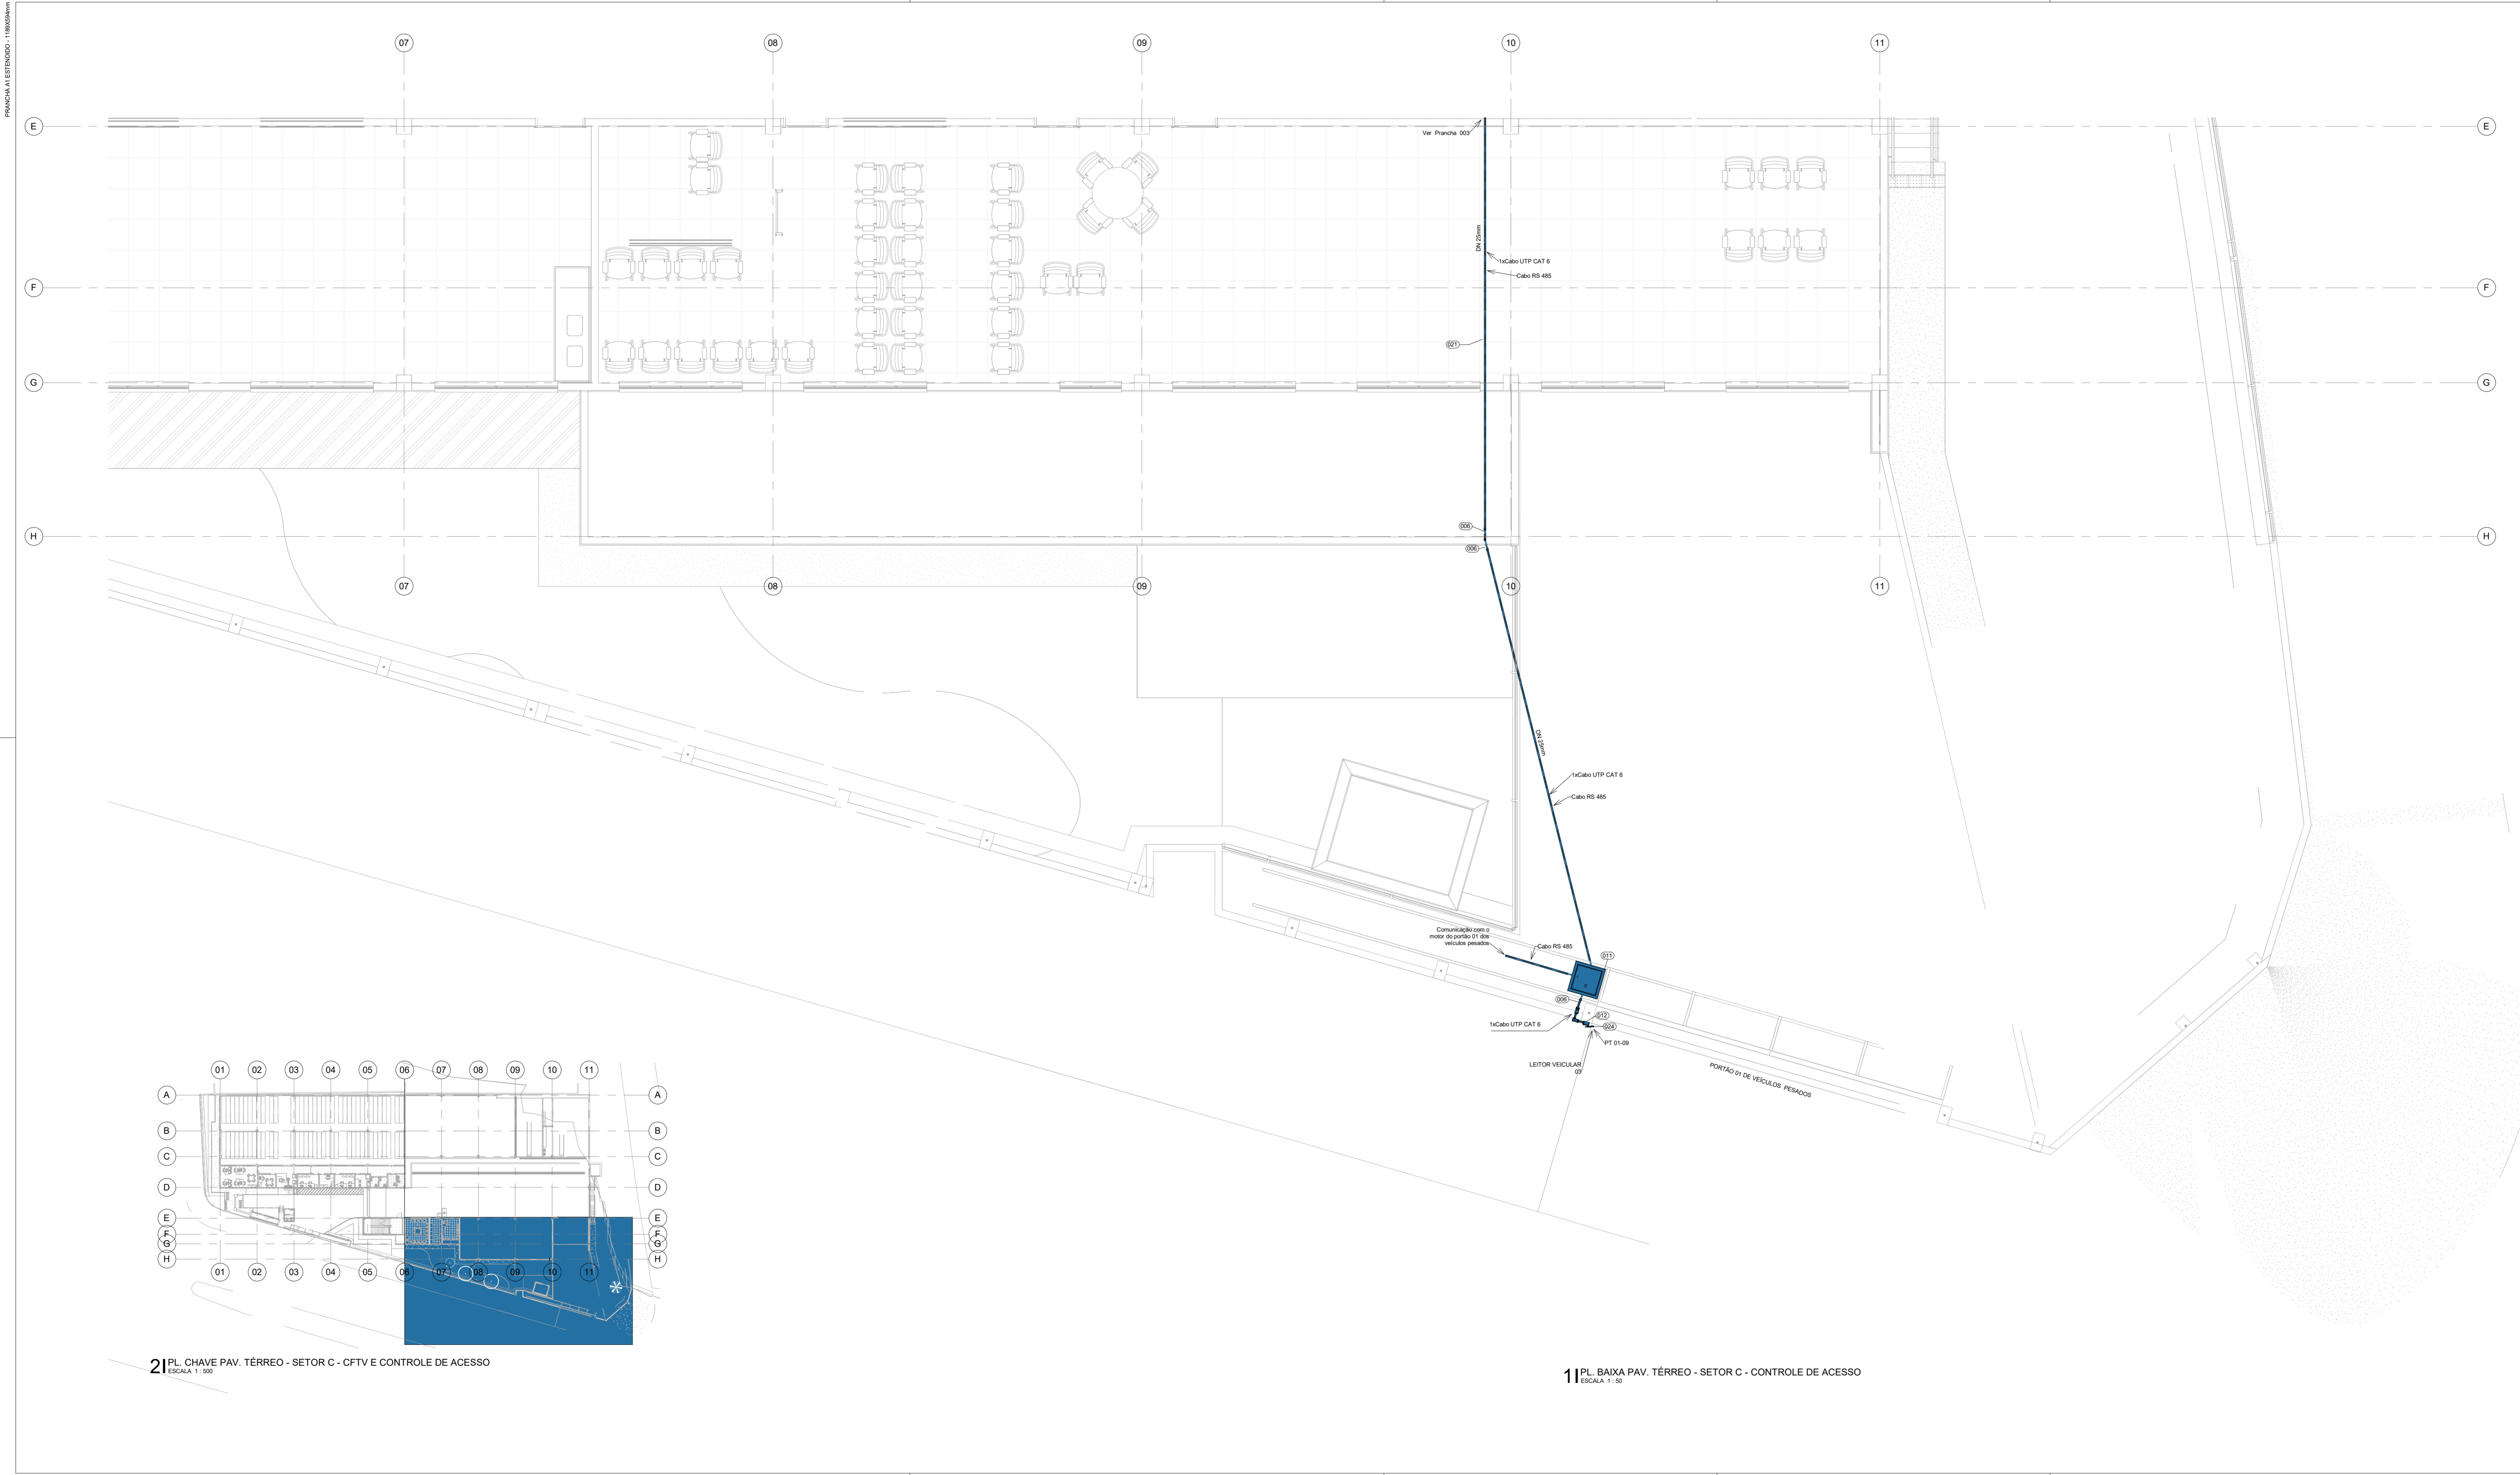 PRANCHA A1 ESTENDIDO - 1189X594mm
07
08
09
10
11
E
E
Ver Prancha 003
DN 25mm
1xCabo UTP CAT 6
Cabo RS 485
F
F
021
G
G
006
H
H
006
07
08
09
10
11
DN 25mm
1xCabo UTP CAT 6
Cabo RS 485
Comunicação com o
motor do portão 01 dos
veículos pesados
Cabo RS 485
011
006
012
1xCabo UTP CAT 6
024
PT 01-09
LEITOR VEICULAR
03
PORTÃO 01 DE VEÍCULOS PESADOS
01
02
03
04
05
06
07
08
09
10
11
A
A
B
B
C
C
D
D
E
E
F
F
G
G
H
H
01
02
03
04
05
06
07
08
09
10
11
2 PL. CHAVE PAV. TÉRREO - SETOR C - CFTV E CONTROLE DE ACESSO
ESCALA 1 : 500
1 PL. BAIXA PAV. TÉRREO - SETOR C - CONTROLE DE ACESSO
ESCALA 1 : 50